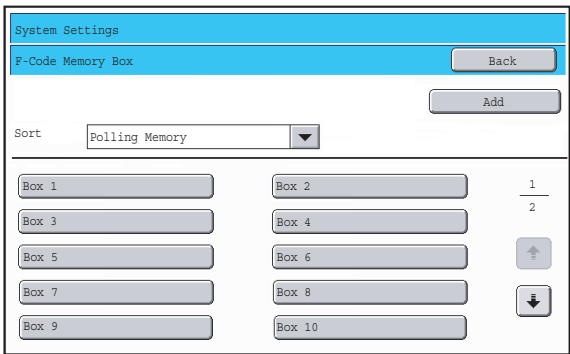 System Settings
F-Code Memory Box
Back
Add
Sort
Polling Memory
Box 1
Box 2
1
2
Box 3
Box 4
Box 5
Box 6
Box 7
Box 8
Box 9
Box 10